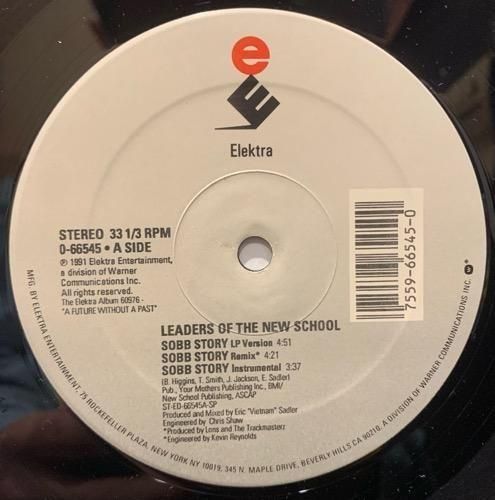 e
E
Elektra
STEREO 33 1/3 RPM
0-66545 • A SIDE
℗ 1991 Elektra Entertainment,
a division of Warner
Communications Inc.
All rights reserved.
The Elektra Album 60976 -
"A FUTURE WITHOUT A PAST"
7559-66545-0
LEADERS OF THE NEW SCHOOL
SOBB STORY LP Version 4:51
SOBB STORY Remix* 4:21
SOBB STORY Instrumental 3:37
(B. Higgins, T. Smith, J. Jackson, E. Sadler)
Pub., Your Mothers Publishing Inc., BMI/
New School Publishing, ASCAP
ST-ED-66545A-SP
Produced and Mixed by Eric "Vietnam" Sadler
Engineered by Chris Shaw
*Produced by Lons and The Trackmasterz
*Engineered by Kevin Reynolds
MFG. BY ELEKTRA ENTERTAINMENT, 75 ROCKEFELLER PLAZA, NEW YORK NY 10019, 345 N. MAPLE DRIVE, BEVERLY HILLS CA 90210. A DIVISION OF WARNER COMMUNICATIONS INC.